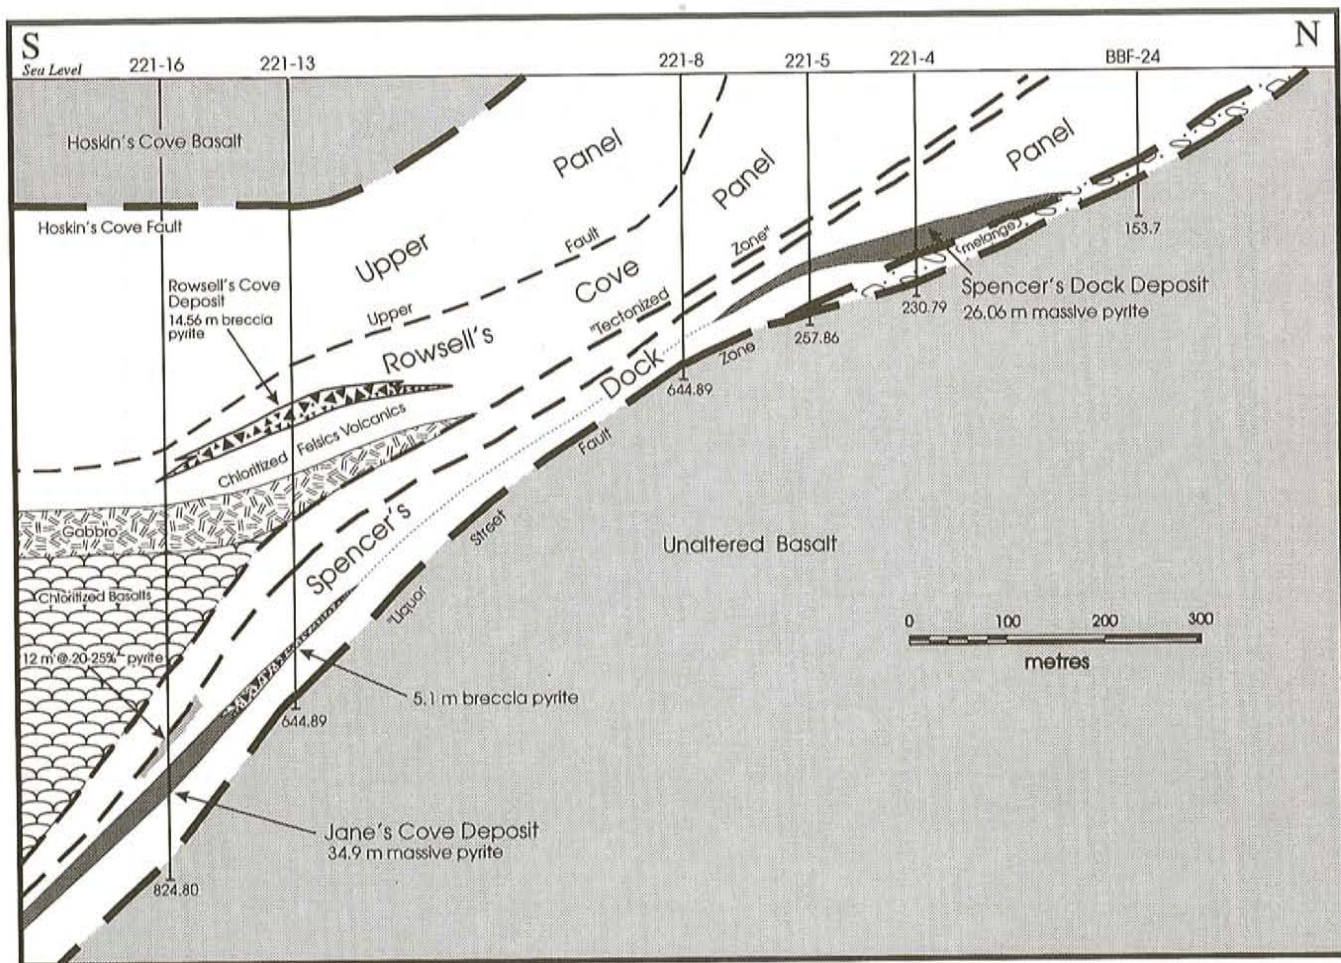 S
N
Sea Level
221-16
221-13
221-8
221-5
221-4
BBF-24
Hoskin's Cove Basalt
Hoskin's Cove Fault
Upper
Panel
Upper
Fault
Rowsell's
Cove
Panel
"Tectonized
Zone"
Spencer's
Dock
Panel
Rowsell's Cove
Deposit
14.56 m breccia
pyrite
Chloritized Felsics Volcanics
Gabbro
Chloritized Basalts
12 m @ 20-25% pyrite
(melange)
153.7
230.79
257.86
644.89
Spencer's Dock Deposit
26.06 m massive pyrite
"Liquor
Street
Fault
Zone
Unaltered Basalt
0
100
200
300
metres
5.1 m breccia pyrite
644.89
Jane's Cove Deposit
34.9 m massive pyrite
824.80